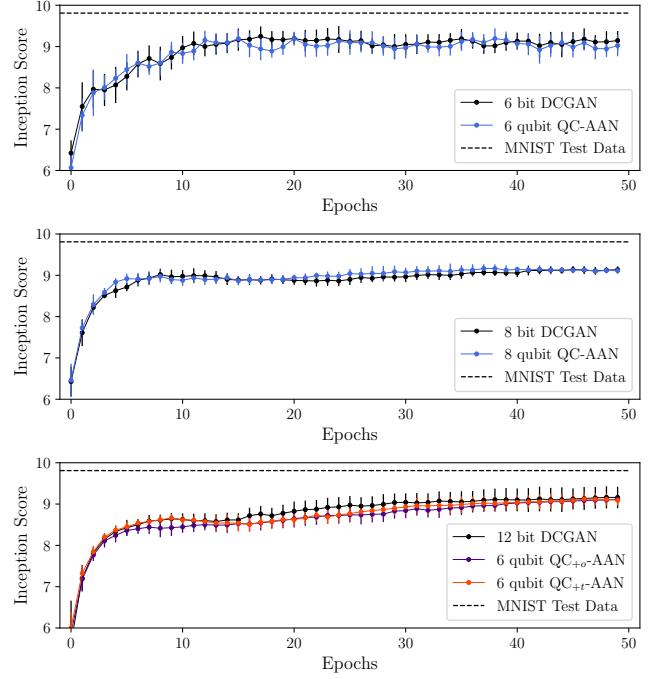 10
9
8
7
6
Inception Score
0
10
20
30
40
50
Epochs
6 bit DCGAN
6 qubit QC-AAN
MNIST Test Data
10
9
8
7
6
Inception Score
0
10
20
30
40
50
Epochs
8 bit DCGAN
8 qubit QC-AAN
MNIST Test Data
10
9
8
7
6
Inception Score
0
10
20
30
40
50
Epochs
12 bit DCGAN
6 qubit QC+o-AAN
6 qubit QC+t-AAN
MNIST Test Data